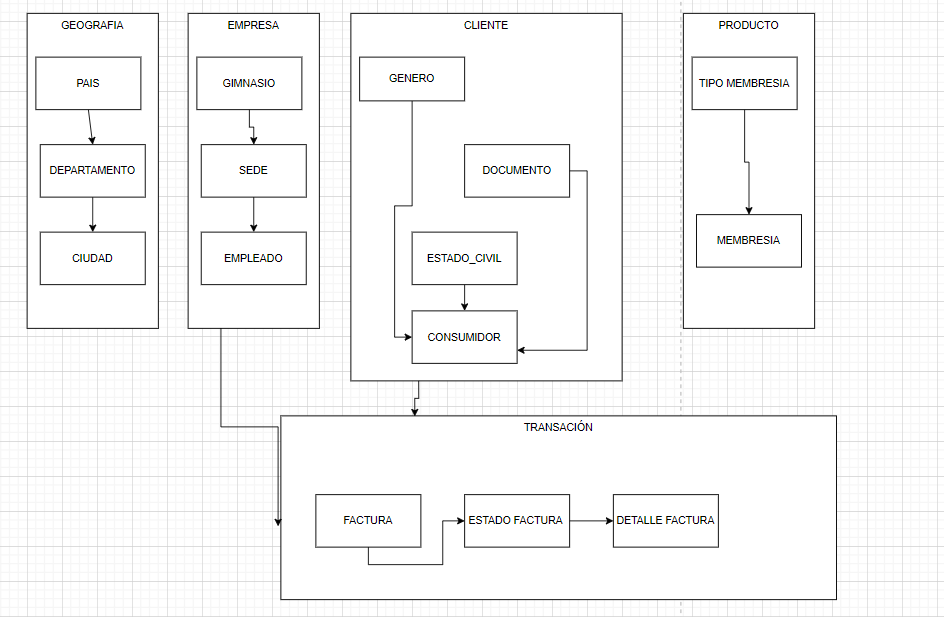 GEOGRAFIA
PAIS
DEPARTAMENTO
CIUDAD
EMPRESA
GIMNASIO
SEDE
EMPLEADO
CLIENTE
GENERO
DOCUMENTO
ESTADO_CIVIL
CONSUMIDOR
PRODUCTO
TIPO MEMBRESIA
MEMBRESIA
TRANSACIÓN
FACTURA
ESTADO FACTURA
DETALLE FACTURA